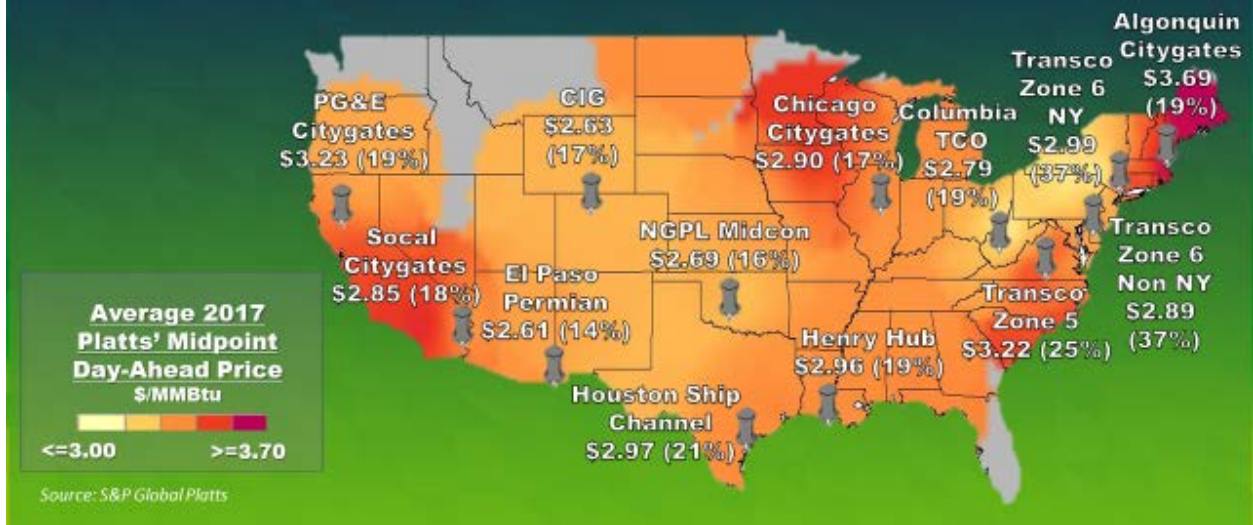 Algonquin
Citygates
$3.69
(19%)
Transco
Zone 6
NY
$2.99
(37%)
PG&E
Citygates
$3.23 (19%)
CIG
$2.63
(17%)
Chicago
Citygates
$2.90 (17%)
Columbia
TCO
$2.79
(19%)
Socal
Citygates
$2.85 (18%)
NGPL Midcon
$2.69 (16%)
El Paso
Permian
$2.61 (14%)
Transco
Zone 6
Non NY
$2.89
(37%)
Transco
Zone 5
$3.22 (25%)
Henry Hub
$2.96 (19%)
Houston Ship
Channel
$2.97 (21%)
Average 2017
Platts' Midpoint
Day-Ahead Price
$/MMBtu
<=3.00 >=3.70
Source: S&P Global Platts